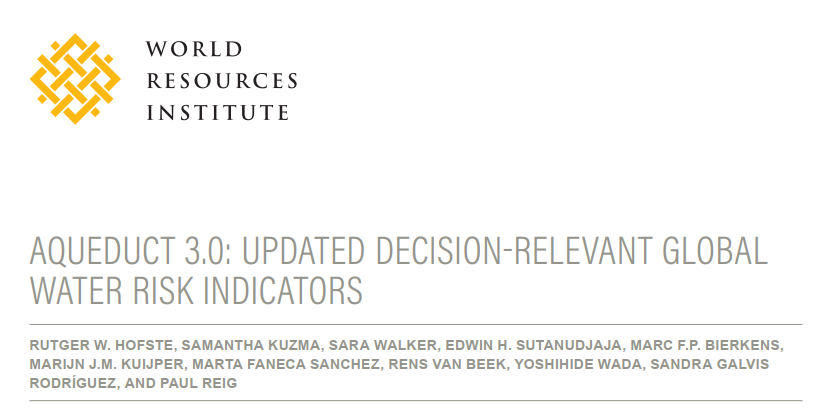 WORLD
RESOURCES
INSTITUTE
AQUEDUCT 3.0: UPDATED DECISION-RELEVANT GLOBAL
WATER RISK INDICATORS
RUTGER W. HOFSTE, SAMANTHA KUZMA, SARA WALKER, EDWIN H. SUTANUDJAJA, MARC F.P. BIERKENS,
MARIJN J.M. KUIJPER, MARTA FANECA SANCHEZ, RENS VAN BEEK, YOSHIHIDE WADA, SANDRA GALVIS
RODRÍGUEZ, AND PAUL REIG